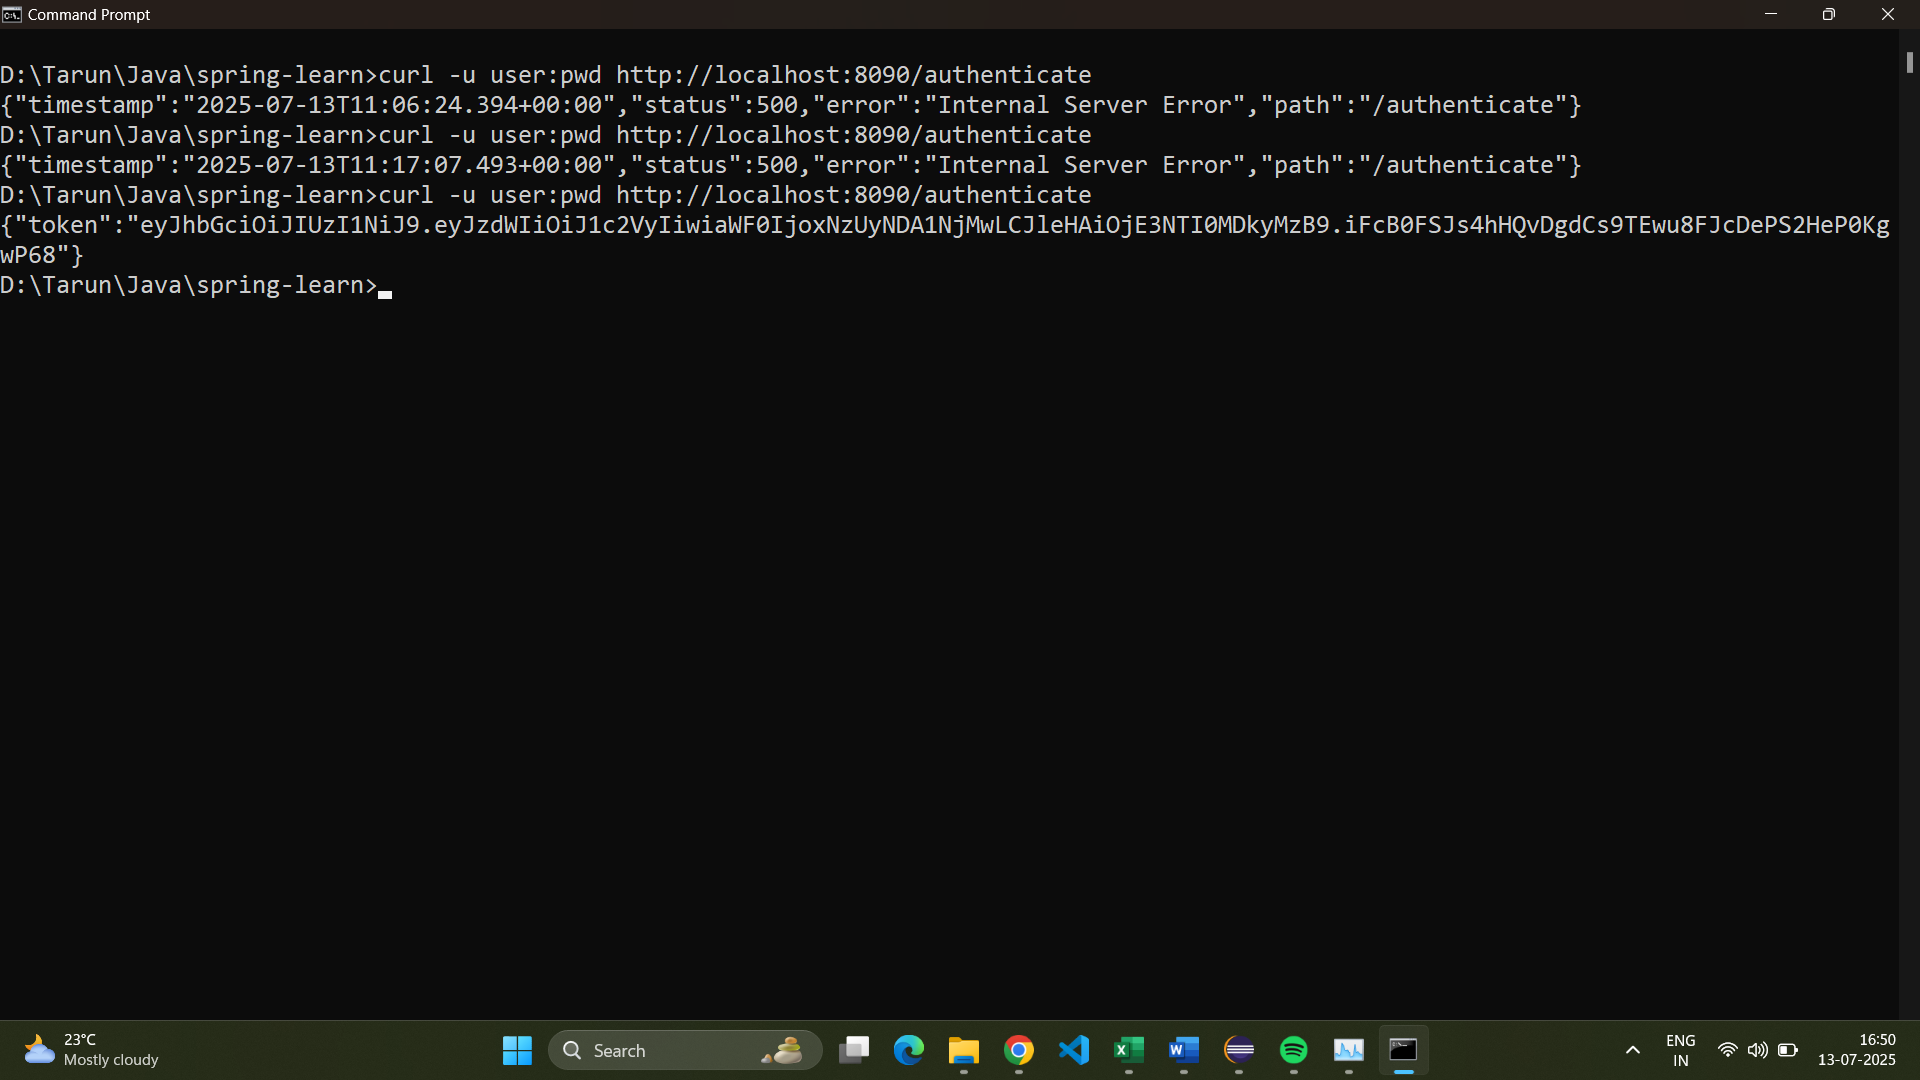 Command Prompt
D:\Tarun\Java\spring-learn>curl -u user:pwd http://localhost:8090/authenticate
{"timestamp":"2025-07-13T11:06:24.394+00:00","status":500,"error":"Internal Server Error","path":"/authenticate"}
D:\Tarun\Java\spring-learn>curl -u user:pwd http://localhost:8090/authenticate
{"timestamp":"2025-07-13T11:17:07.493+00:00","status":500,"error":"Internal Server Error","path":"/authenticate"}
D:\Tarun\Java\spring-learn>curl -u user:pwd http://localhost:8090/authenticate
{"token":"eyJhbGciOiJIUzI1NiJ9.eyJzdWIiOiJ1c2VyIiwiaWF0IjoxNzUyNDA1NjMwLCJleHAiOjE3NTI0MDkyMzB9.iFcB0FSJs4hHQvDgdCs9TEwu8FJcDePS2HeP0Kg
wP68"}
D:\Tarun\Java\spring-learn>
23°C
Mostly cloudy
Search
ENG
IN
16:50
13-07-2025